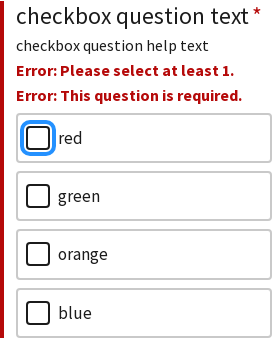 checkbox question text *
checkbox question help text
Error: Please select at least 1.
Error: This question is required.
red
green
orange
blue